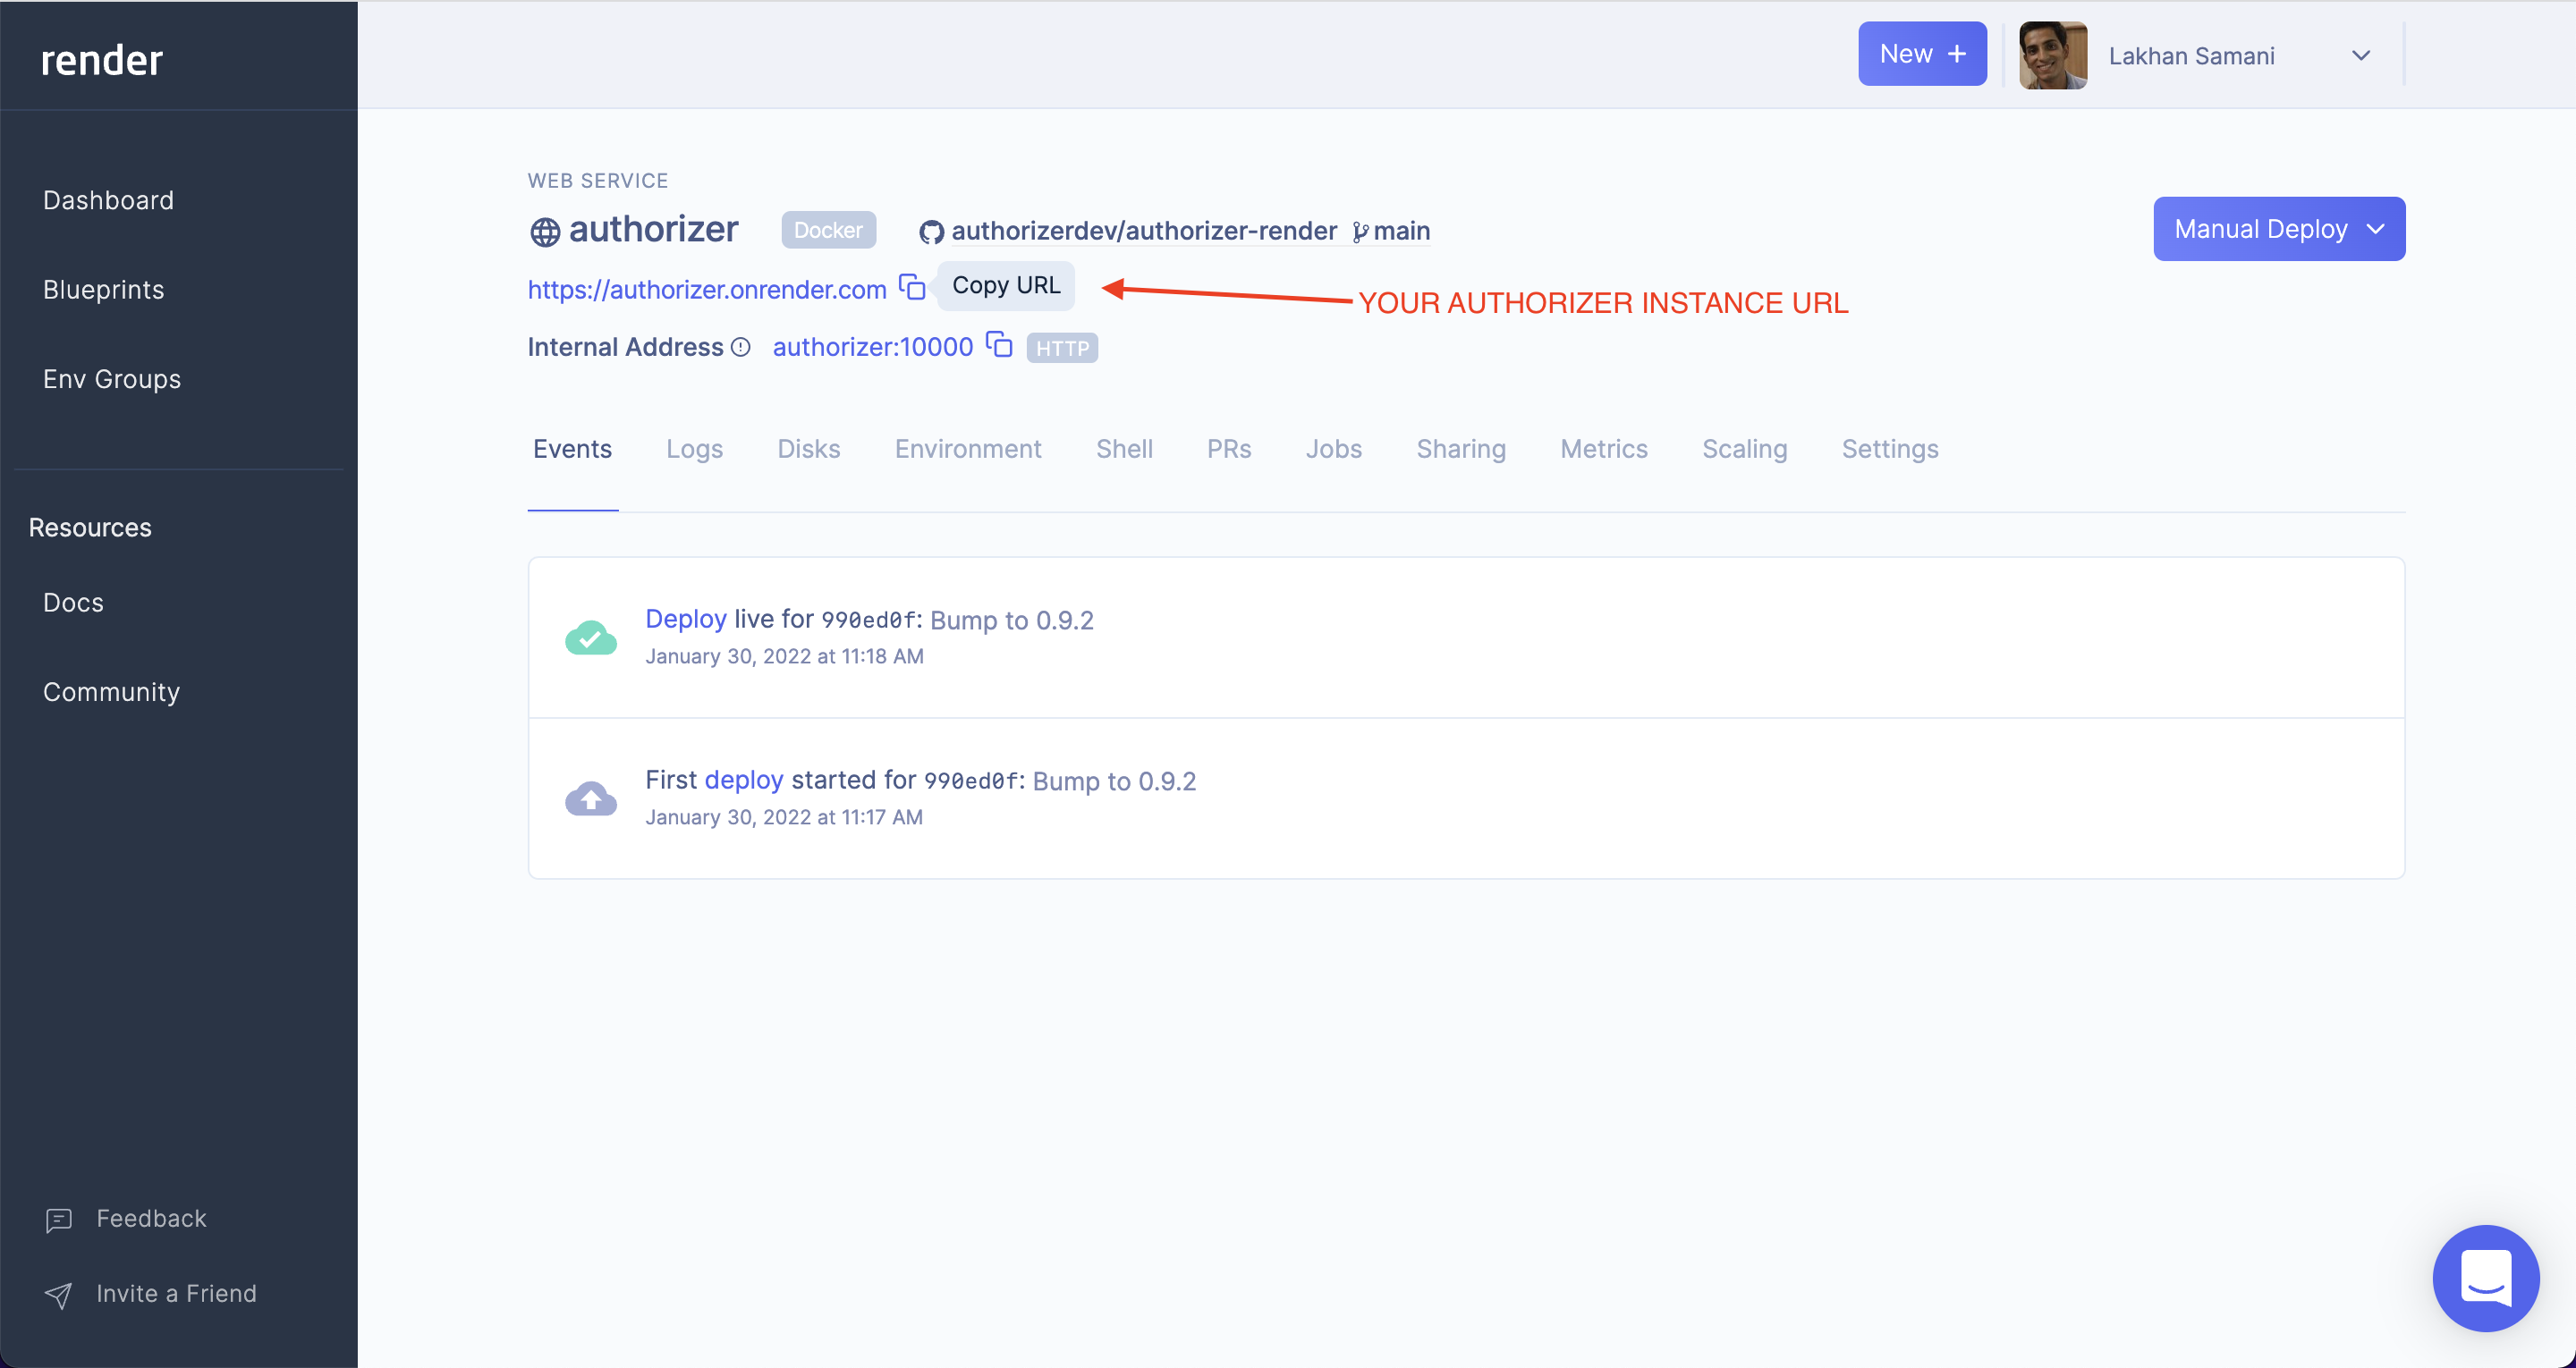 render
New +
Lakhan Samani
Dashboard
Blueprints
Env Groups
Resources
Docs
Community
Feedback
Invite a Friend
WEB SERVICE
authorizer Docker authorizerdev/authorizer-render main
Manual Deploy
https://authorizer.onrender.com Copy URL
YOUR AUTHORIZER INSTANCE URL
Internal Address authorizer:10000 HTTP
Events Logs Disks Environment Shell PRs Jobs Sharing Metrics Scaling Settings
Deploy live for 990ed0f: Bump to 0.9.2
January 30, 2022 at 11:18 AM
First deploy started for 990ed0f: Bump to 0.9.2
January 30, 2022 at 11:17 AM